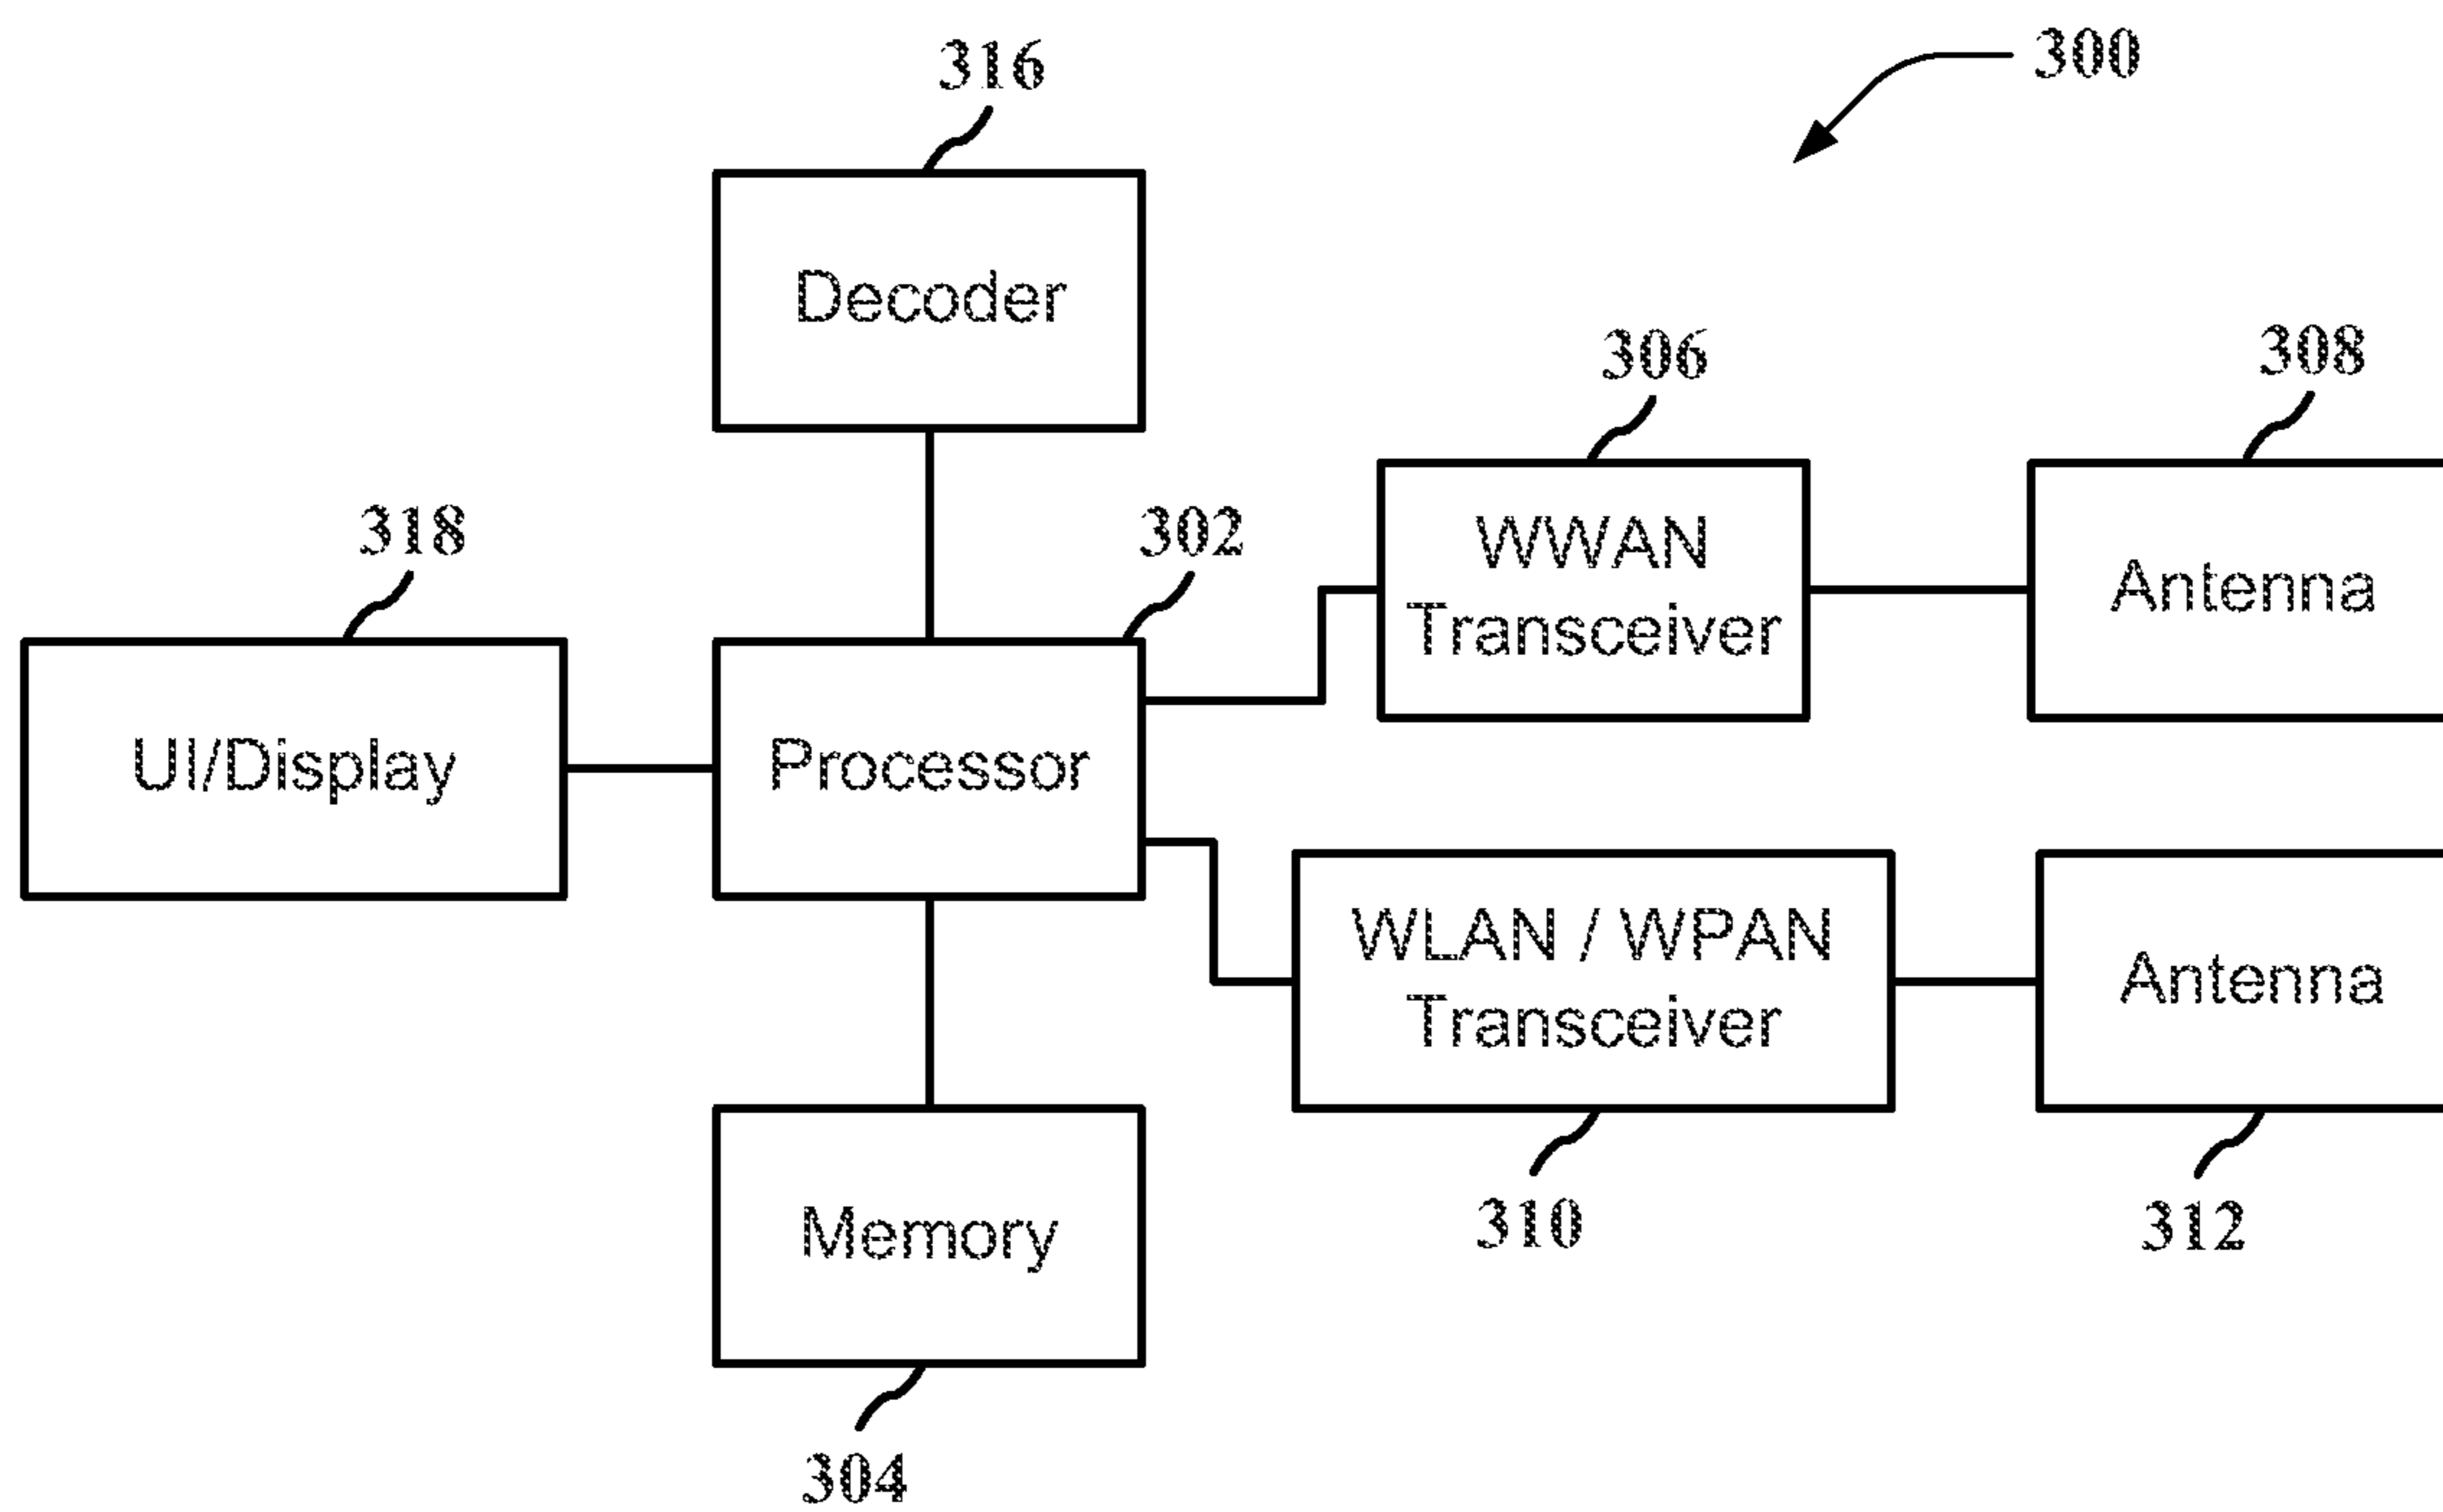 316
300
Decoder
306
308
318
302
WWAN
Transceiver
Antenna
UI/Display
Processor
WLAN / WPAN
Transceiver
Antenna
310
312
Memory
304